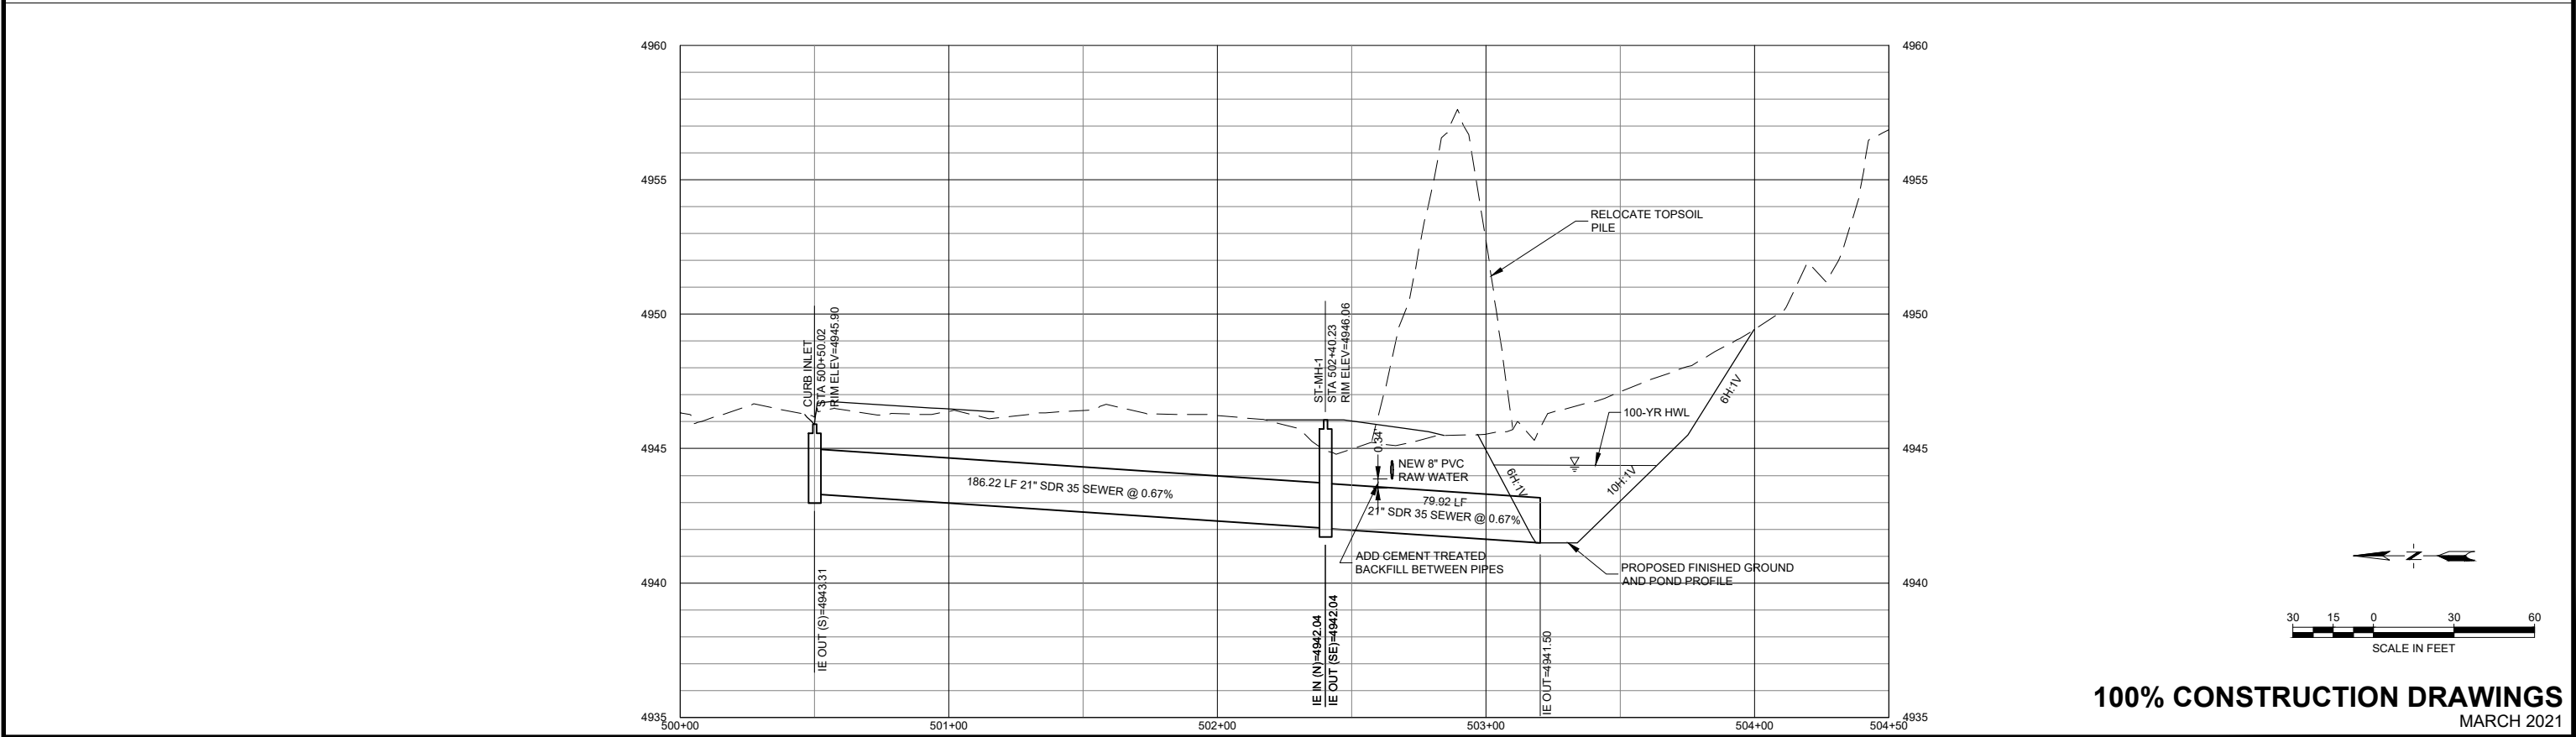 4960
4960
4955
4955
RELOCATE TOPSOIL
PILE
4950
4950
CURB INLET
STA 500+50.02
RIM ELEV=4945.90
ST-MH-1
STA 502+40.23
RIM ELEV=4946.06
6H:1V
100-YR HWL
4945
4945
0.34'
NEW 8" PVC
RAW WATER
6H:1V
10H:1V
186.22 LF 21" SDR 35 SEWER @ 0.67%
79.92 LF
21" SDR 35 SEWER @ 0.67%
ADD CEMENT TREATED
BACKFILL BETWEEN PIPES
PROPOSED FINISHED GROUND
AND POND PROFILE
4940
4940
IE OUT (S)=4943.31
IE IN (N)=4942.04
IE OUT (SE)=4942.04
IE OUT=4941.50
N
30 15 0 30 60
SCALE IN FEET
4935
4935
500+00 501+00 502+00 503+00 504+00 504+50
100% CONSTRUCTION DRAWINGS
MARCH 2021